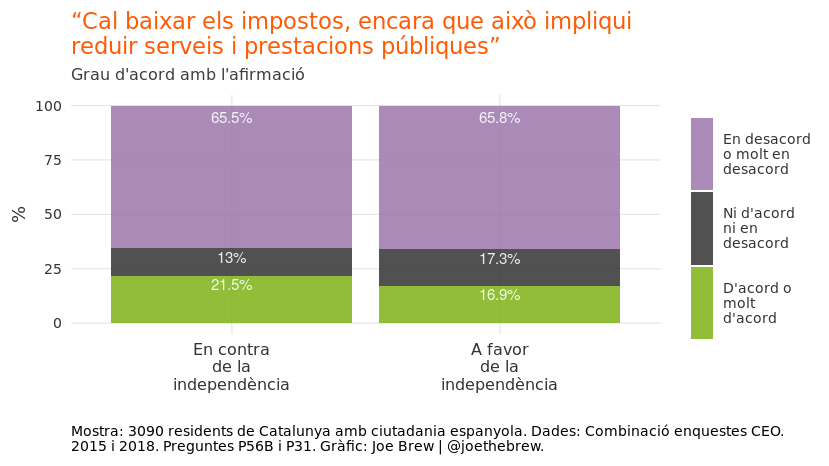 “Cal baixar els impostos, encara que això impliqui
reduir serveis i prestacions públiques”
Grau d'acord amb l'afirmació
100
75
50
25
0
%
65.5%
65.8%
13%
17.3%
21.5%
16.9%
En contra
de la
independència
A favor
de la
independència
En desacord
o molt en
desacord
Ni d'acord
ni en
desacord
D'acord o
molt
d'acord
Mostra: 3090 residents de Catalunya amb ciutadania espanyola. Dades: Combinació enquestes CEO.
2015 i 2018. Preguntes P56B i P31. Gràfic: Joe Brew | @joethebrew.